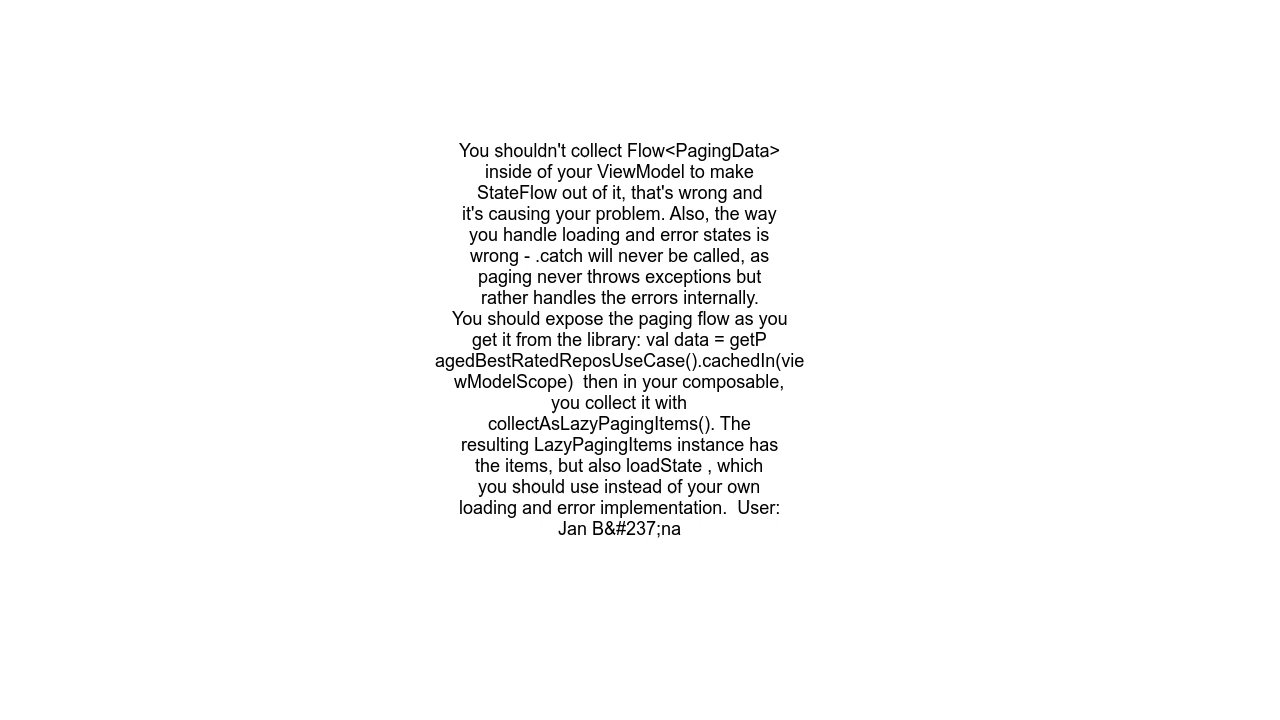 You shouldn't collect Flow<PagingData>
inside of your ViewModel to make
StateFlow out of it, that's wrong and
it's causing your problem. Also, the way
you handle loading and error states is
wrong - .catch will never be called, as
paging never throws exceptions but
rather handles the errors internally.
You should expose the paging flow as you
get it from the library: val data = getP
agedBestRatedReposUseCase().cachedIn(vie
wModelScope)  then in your composable,
you collect it with
collectAsLazyPagingItems(). The
resulting LazyPagingItems instance has
the items, but also loadState , which
you should use instead of your own
loading and error implementation.  User:
Jan B&#237;na